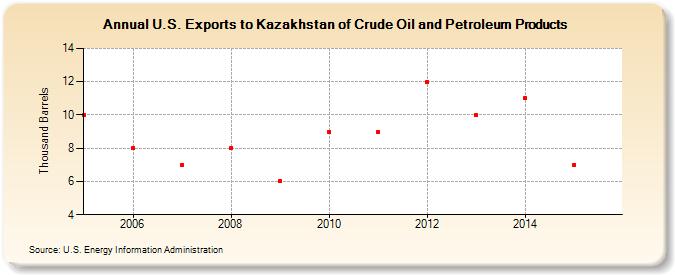 Annual U.S. Exports to Kazakhstan of Crude Oil and Petroleum Products
Thousand Barrels
14
12
10
8
6
4
2006 2008 2010 2012 2014
Source: U.S. Energy Information Administration